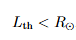 L_th < R_⊙